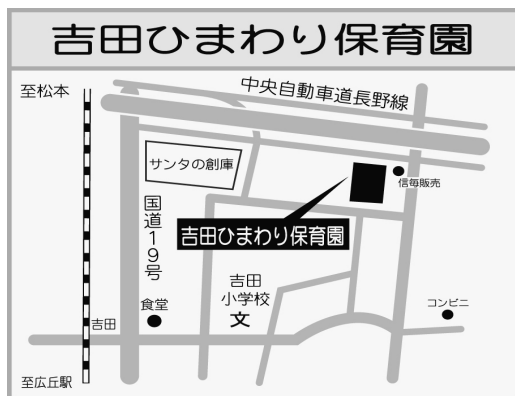 吉田ひまわり保育園
至松本
中央自動車道長野線
サンタの創庫
信毎販売
国道19号
吉田ひまわり保育園
吉田
小学校
文
食堂
コンビニ
吉田
至広丘駅